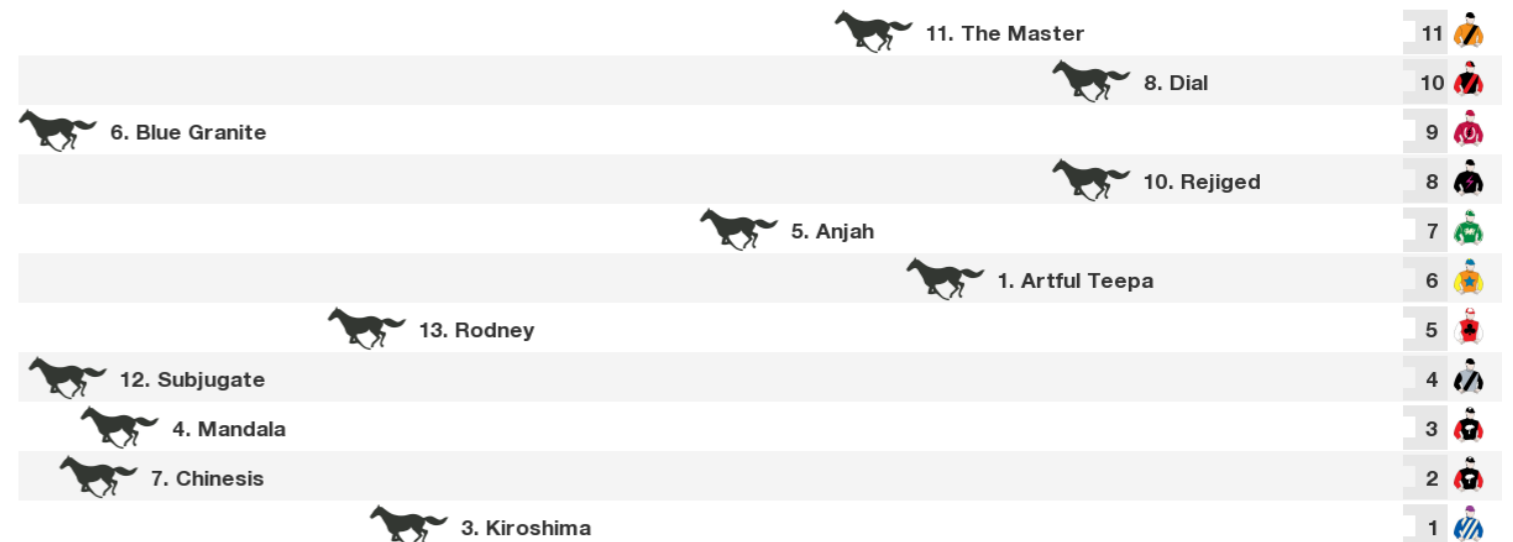 11. The Master 11
8. Dial 10
6. Blue Granite 9
10. Rejiged 8
5. Anjah 7
1. Artful Teepa 6
13. Rodney 5
12. Subjugate 4
4. Mandala 3
7. Chinesis 2
3. Kiroshima 1